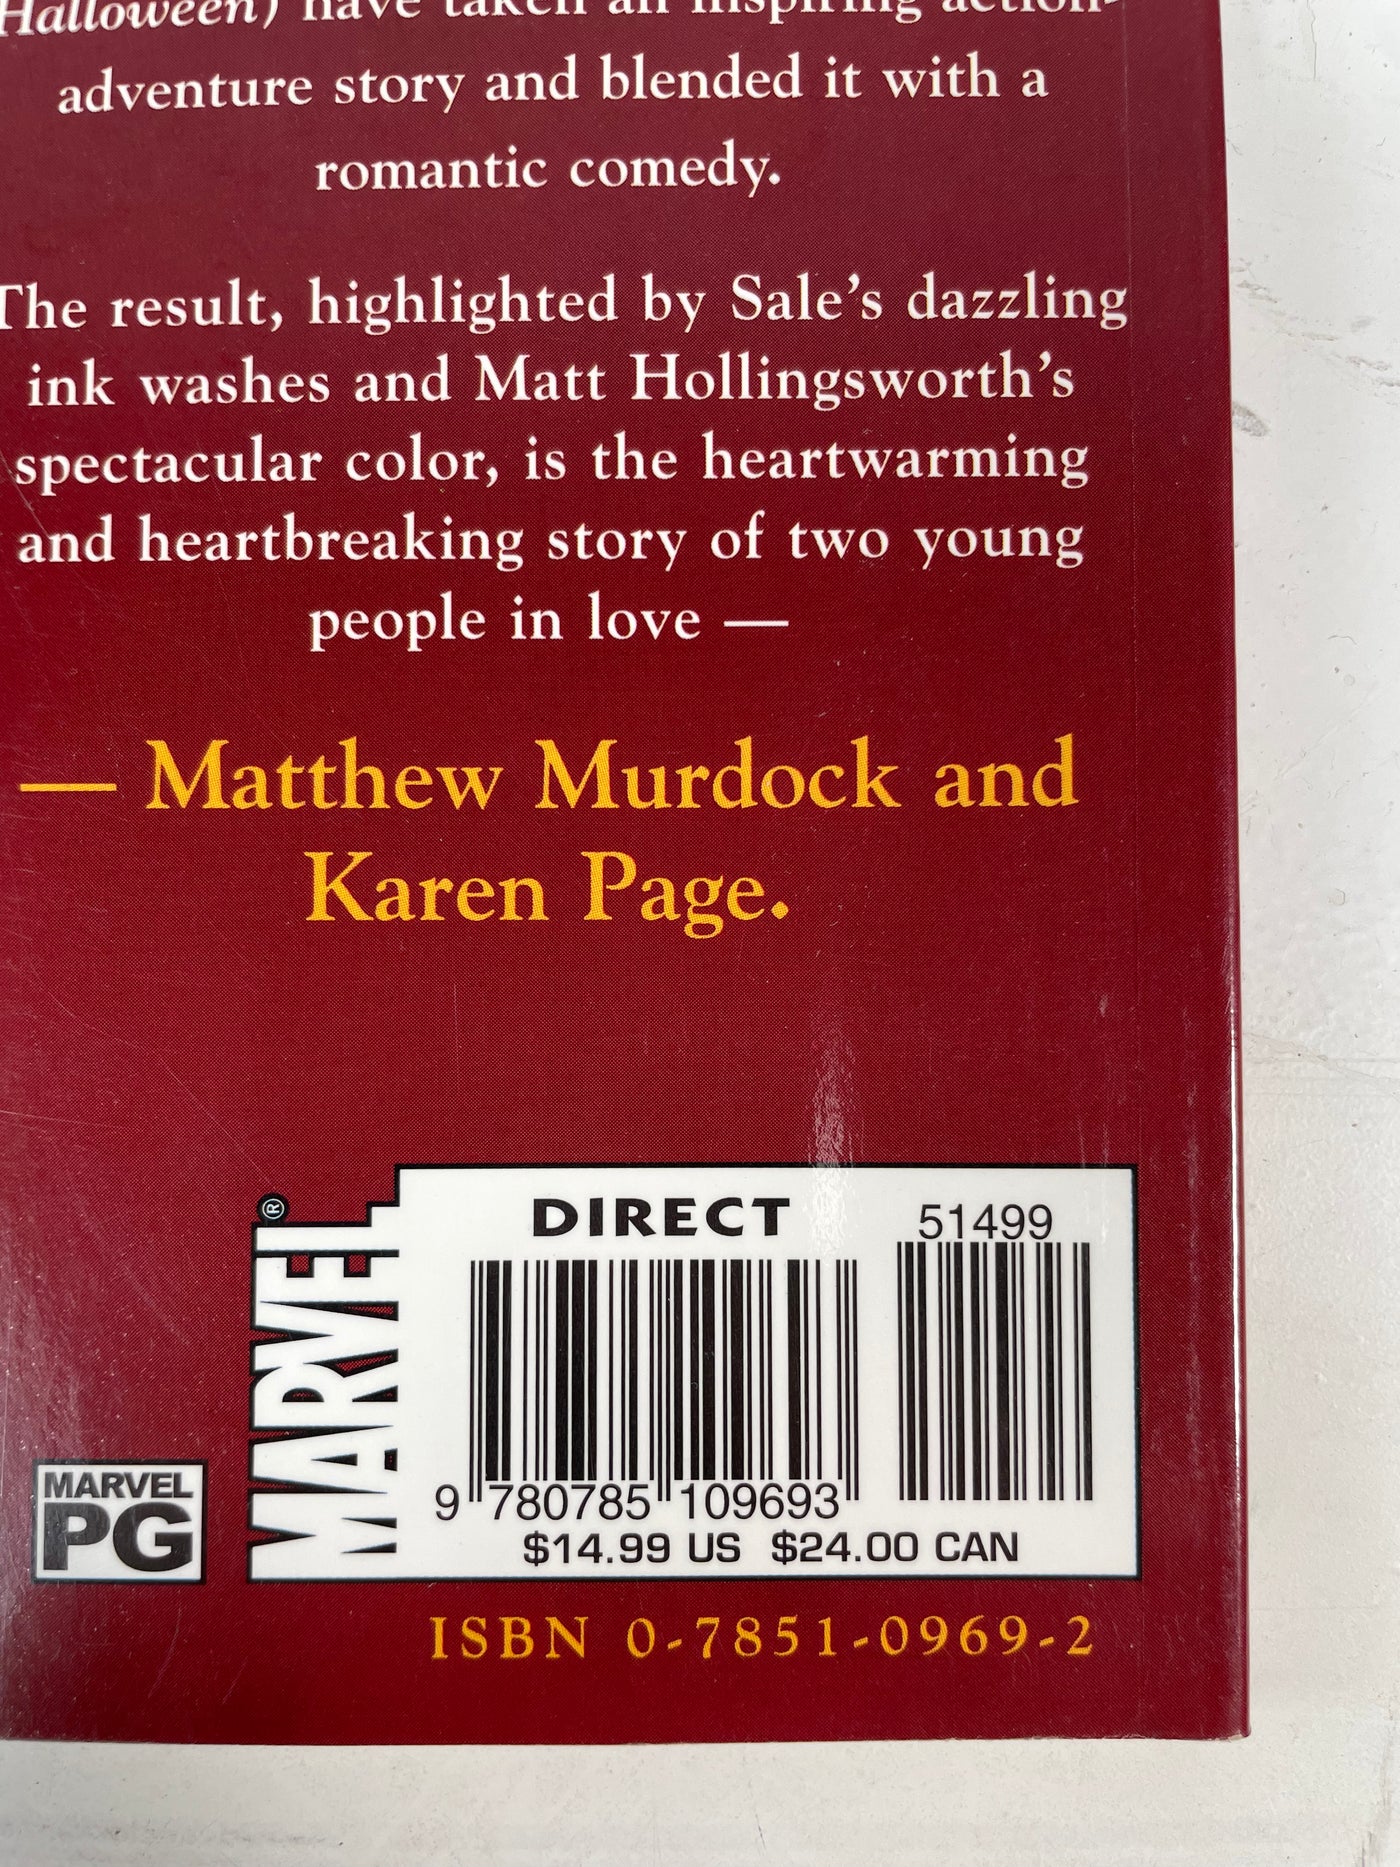 Halloween) have taken an inspiring action-
adventure story and blended it with a
romantic comedy.
The result, highlighted by Sale's dazzling
ink washes and Matt Hollingsworth's
spectacular color, is the heartwarming
and heartbreaking story of two young
people in love —
— Matthew Murdock and
Karen Page.
MARVEL®
DIRECT
51499
9 780785 109693
$14.99 US $24.00 CAN
MARVEL
PG
ISBN 0-7851-0969-2